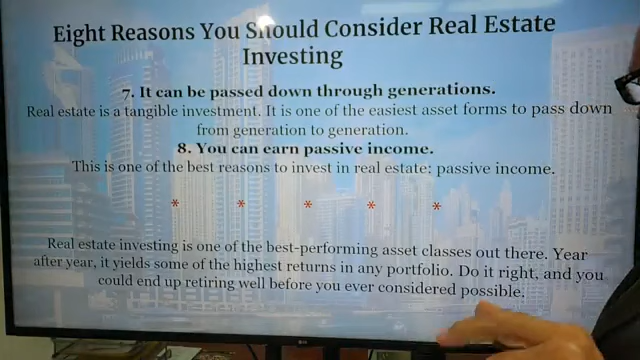 Eight Reasons You Should Consider Real Estate
Investing
7. It can be passed down through generations.
Real estate is a tangible investment. It is one of the easiest asset forms to pass down
from generation to generation.
8. You can earn passive income.
This is one of the best reasons to invest in real estate: passive income.
* * * * *
Real estate investing is one of the best-performing asset classes out there. Year
after year, it yields some of the highest returns in any portfolio. Do it right, and you
could end up retiring well before you ever considered possible.
LG